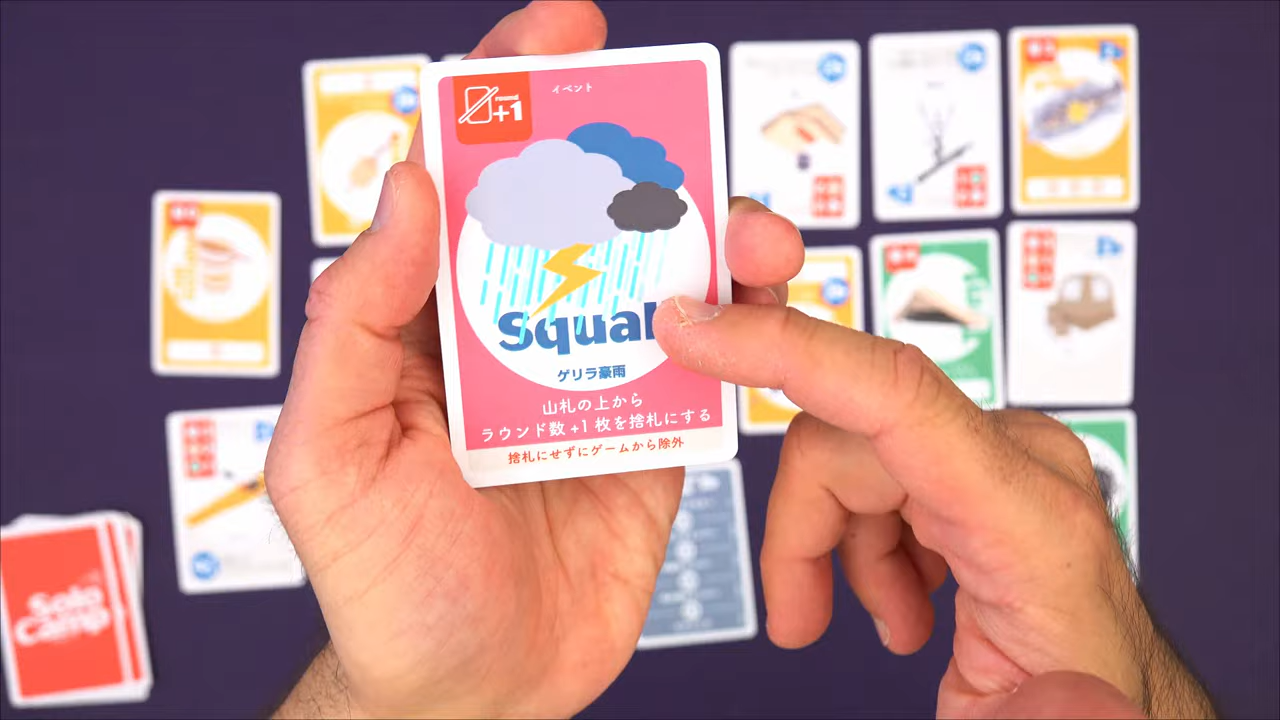 +1
イベント
Squal
ゲリラ豪雨
山札の上から
ラウンド数 +1 枚を捨札にする
捨札にせずにゲームから除外
Solo
Camp